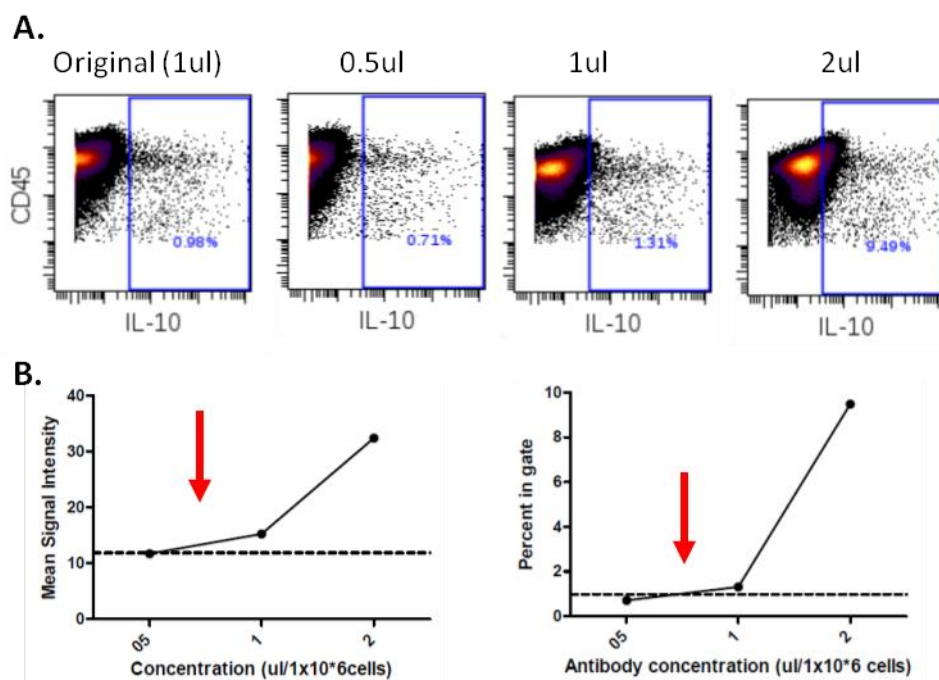 A.
Original (1ul) 0.5ul 1ul 2ul
CD45
0.98% 0.71% 1.31% 9.49%
IL-10 IL-10 IL-10 IL-10
B.
Mean Signal Intensity
40
30
20
10
0
05 1 2
Concentration (ul/1x10*6cells)
Percent in gate
10
8
6
4
2
0
05 1 2
Antibody concentration (ul/1x10*6 cells)